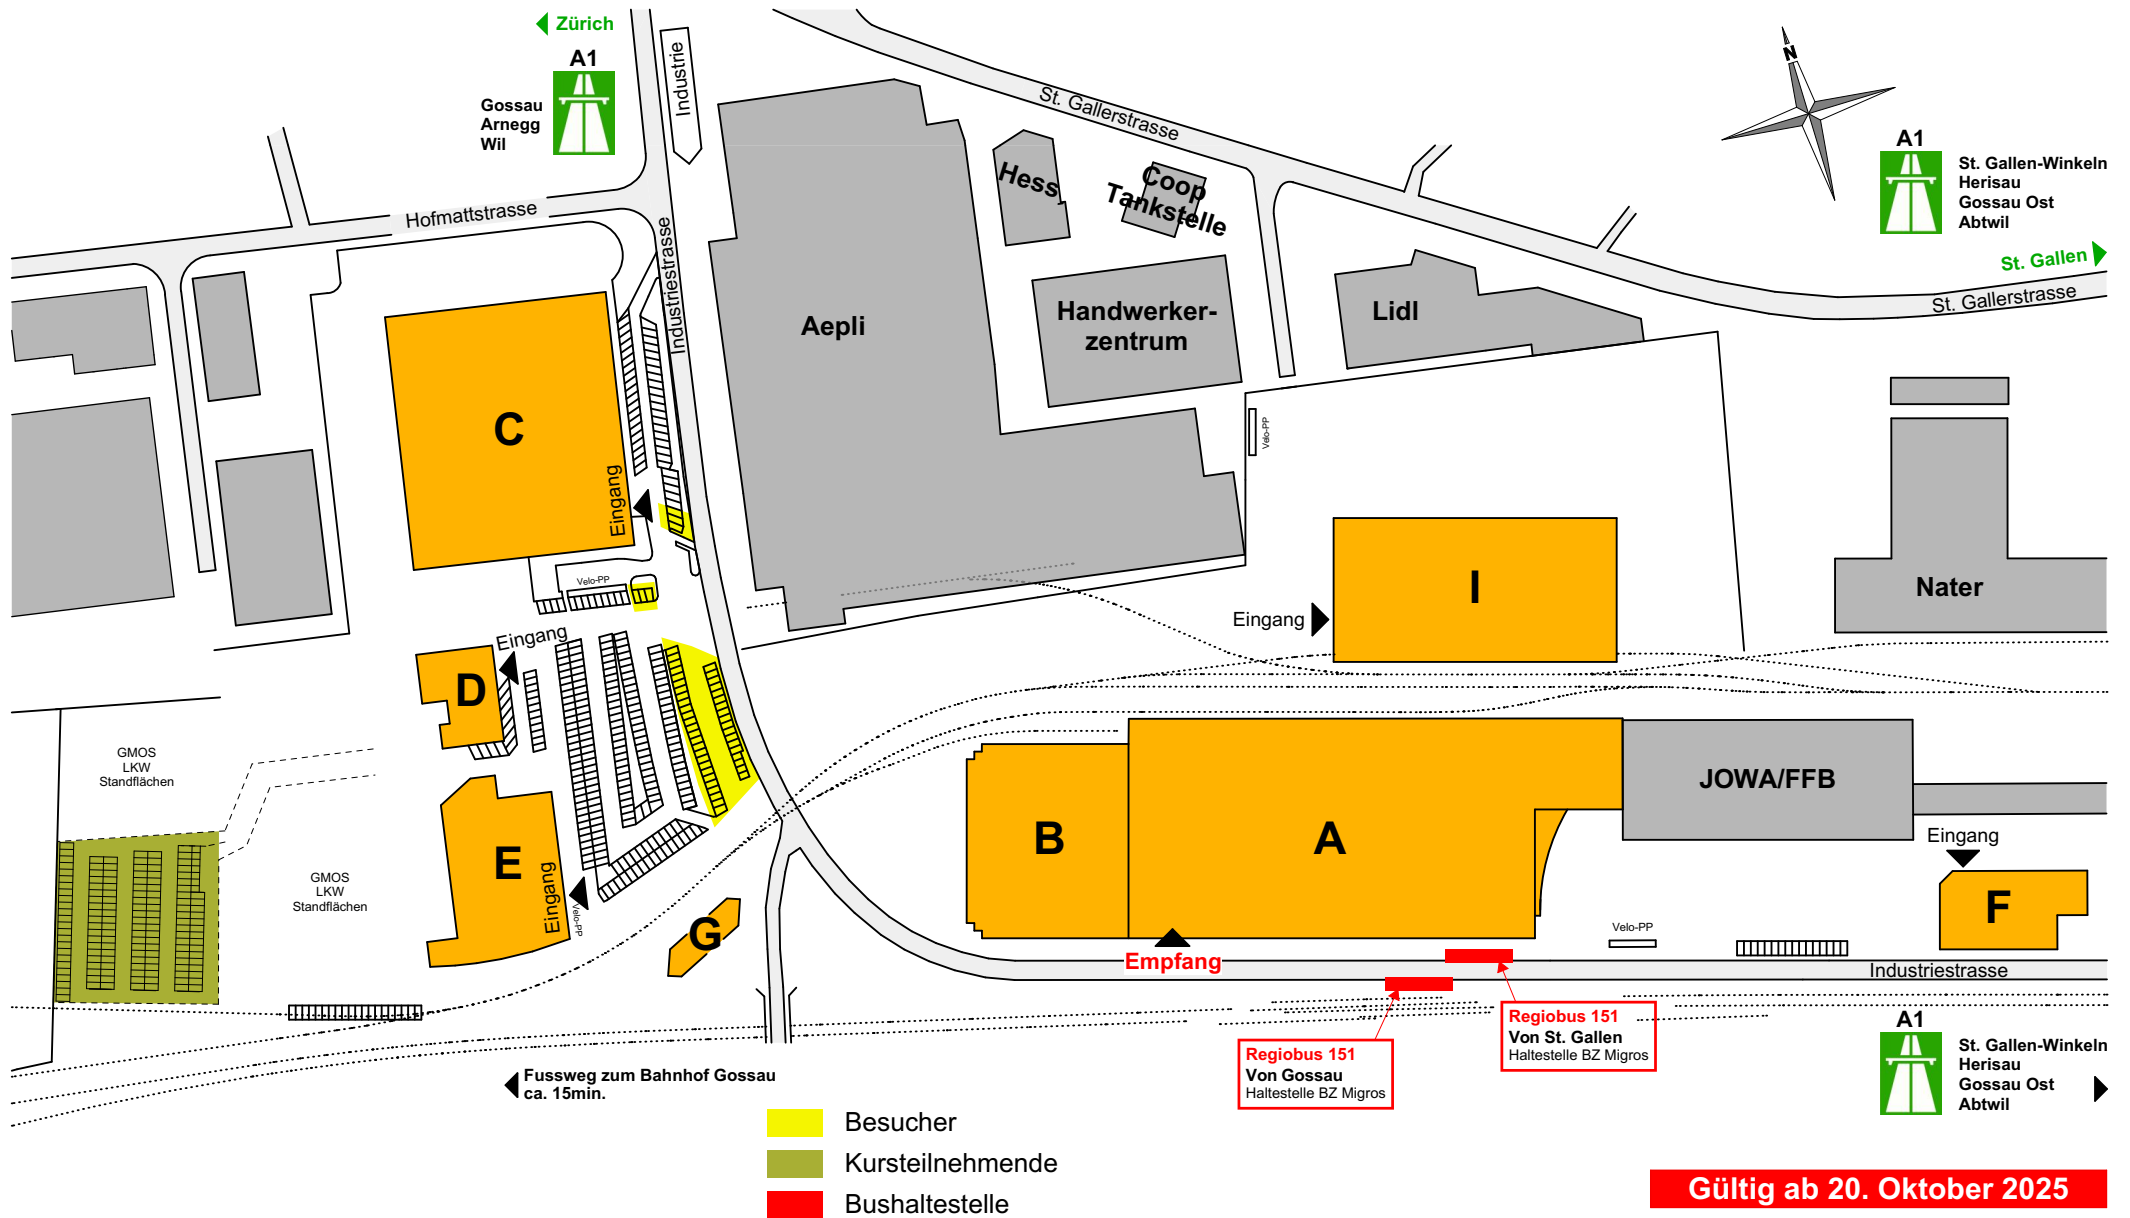 Zürich
A1
Gossau
Arnegg
Wil
Industrie
St. Gallerstrasse
N
A1
St. Gallen-Winkeln
Herisau
Gossau Ost
Abtwil
St. Gallen
St. Gallerstrasse
Hofmattstrasse
Industriestrasse
Hess
Coop
Tankstelle
Aepli
Handwerker-
zentrum
Lidl
C
Eingang
Velo-PP
Velo-PP
I
Eingang
Nater
Eingang
D
GMOS
LKW
Standflächen
GMOS
LKW
Standflächen
E
Eingang
Velo-PP
G
B
A
JOWA/FFB
Eingang
F
Velo-PP
Empfang
Industriestrasse
Regiobus 151
Von St. Gallen
Haltestelle BZ Migros
Regiobus 151
Von Gossau
Haltestelle BZ Migros
A1
St. Gallen-Winkeln
Herisau
Gossau Ost
Abtwil
Fussweg zum Bahnhof Gossau
ca. 15min.
Besucher
Kursteilnehmende
Bushaltestelle
Gültig ab 20. Oktober 2025